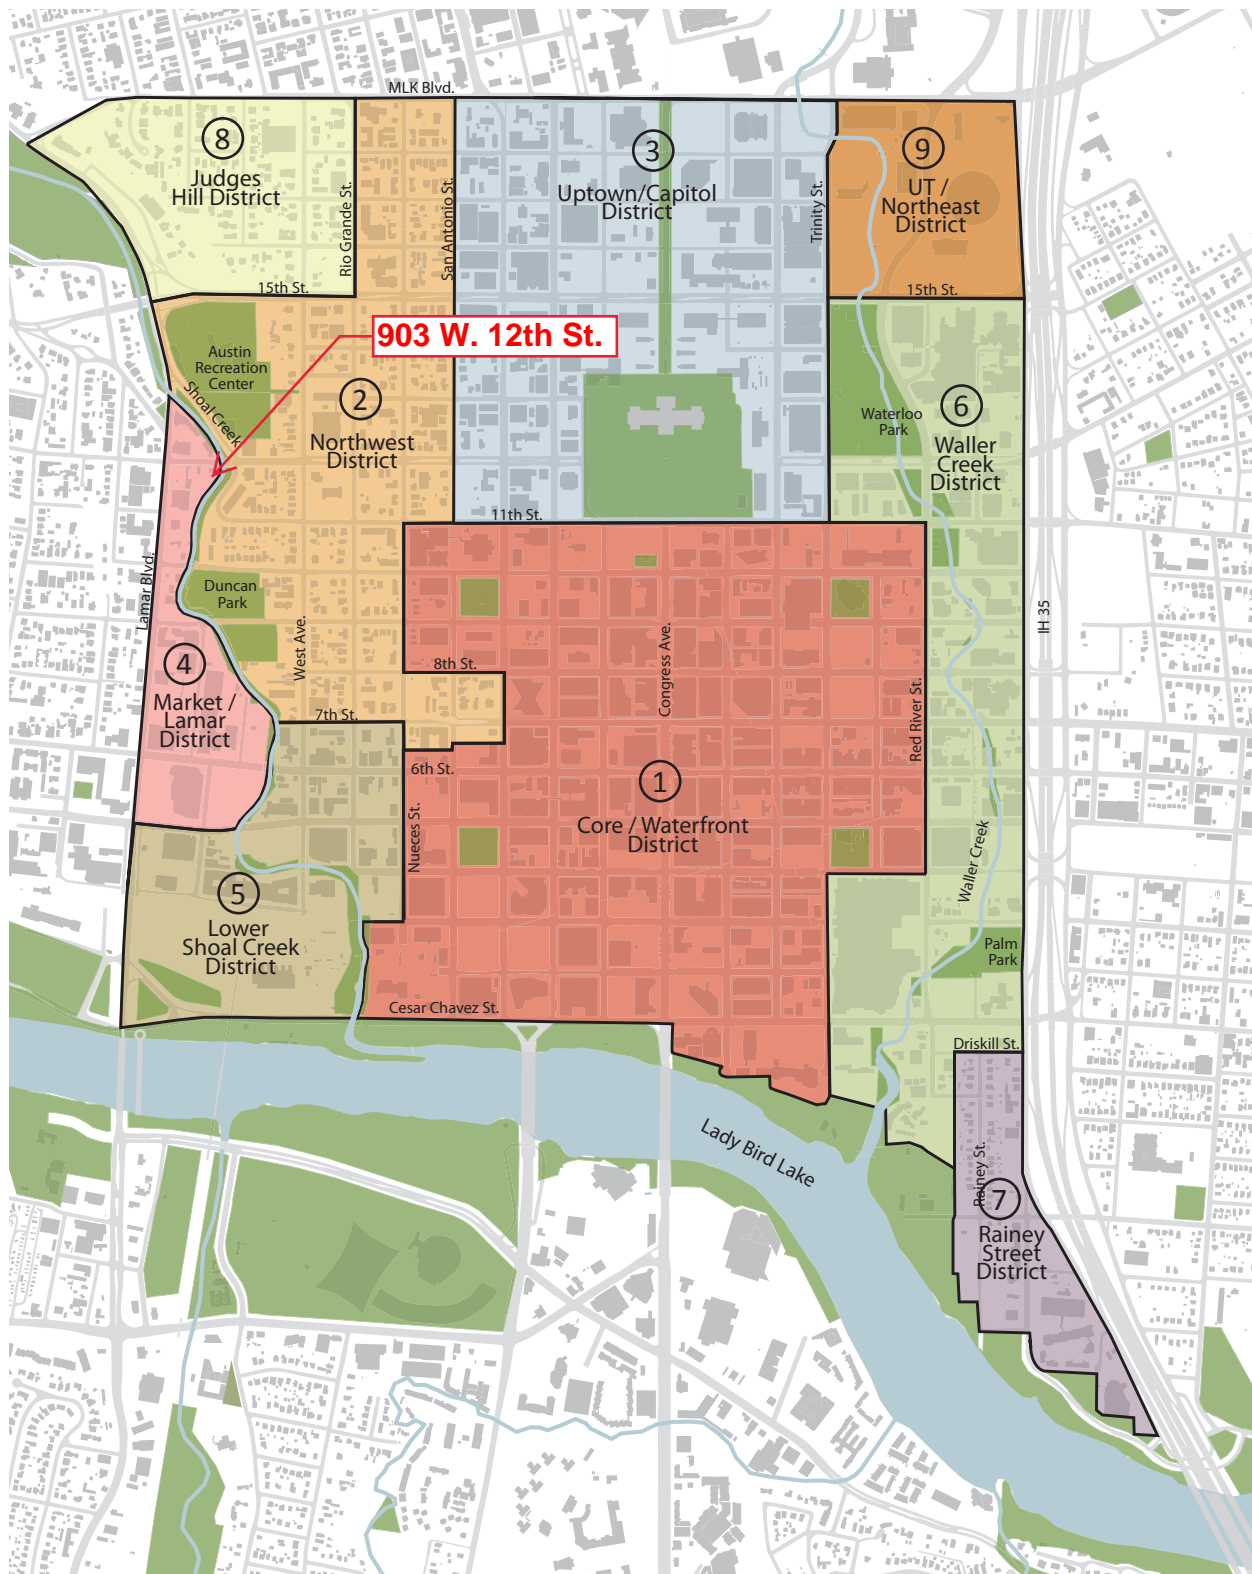 MLK Blvd.
8
Judges
Hill District
Rio Grande St.
San Antonio St.
3
Uptown/Capitol
District
Trinity St.
9
UT /
Northeast
District
15th St.
15th St.
903 W. 12th St.
Austin
Recreation
Center
Shoal Creek
2
Northwest
District
Waterloo
Park
6
Waller
Creek
District
11th St.
Lamar Blvd.
Duncan
Park
West Ave.
4
Market /
Lamar
District
8th St.
7th St.
6th St.
Congress Ave.
Red River St.
IH 35
1
Core / Waterfront
District
Nueces St.
Waller Creek
5
Lower
Shoal Creek
District
Palm
Park
Cesar Chavez St.
Driskill St.
Lady Bird Lake
Rainey St.
7
Rainey
Street
District